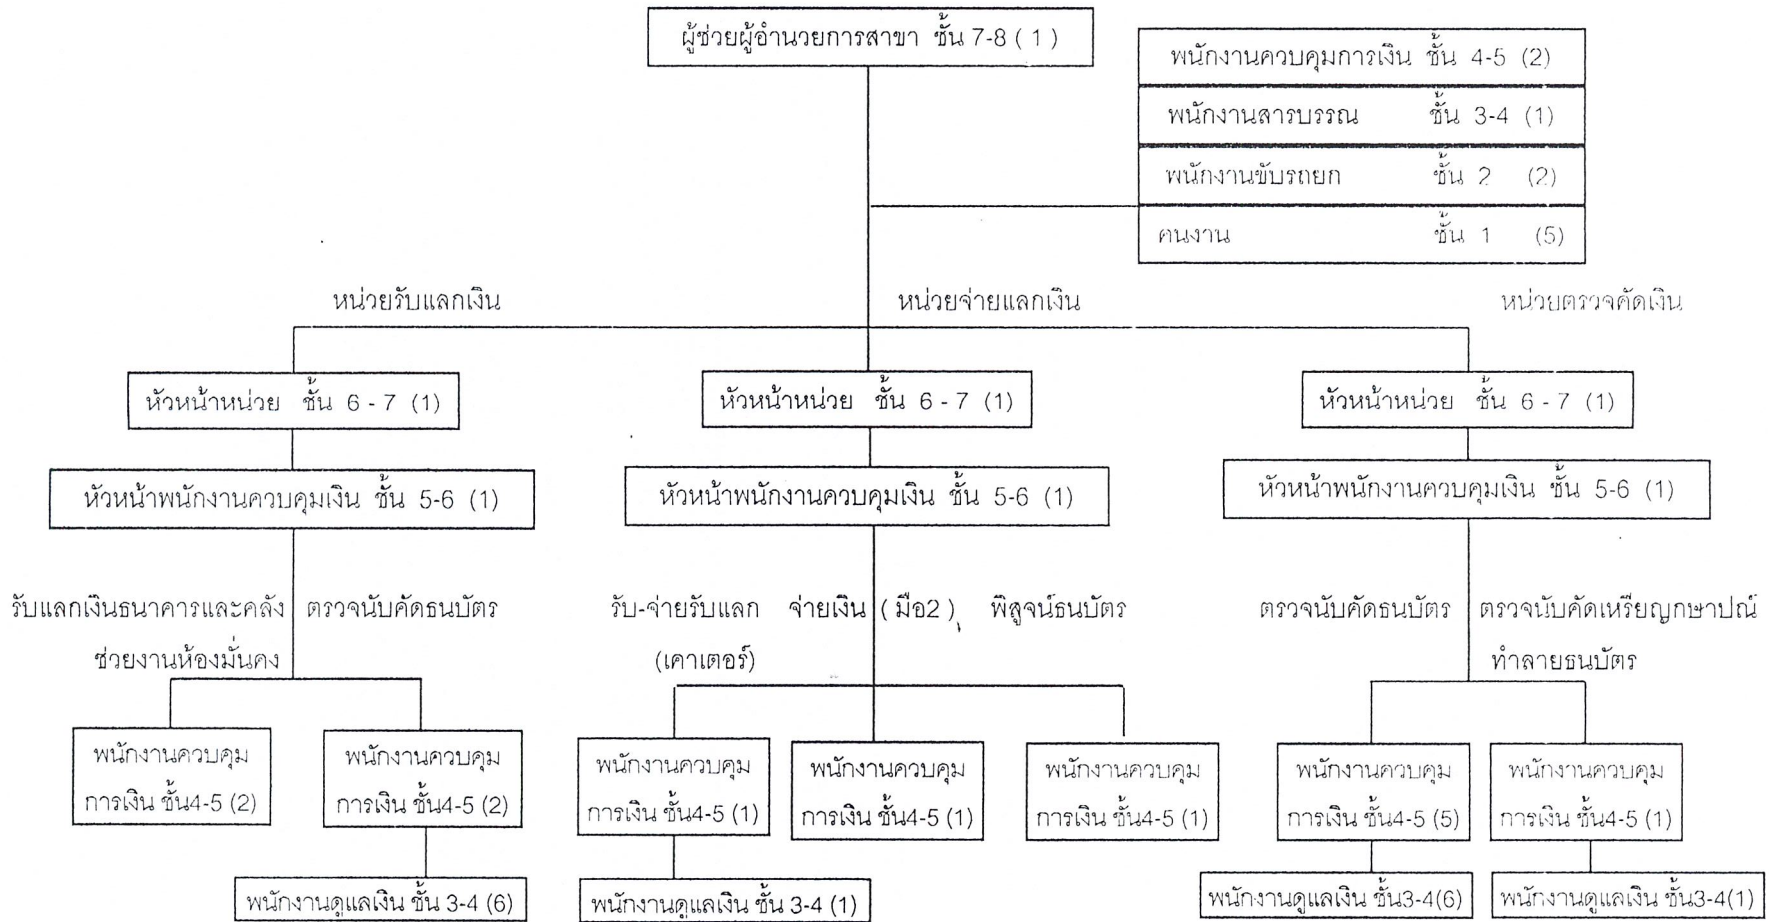 ผู้ช่วยผู้อำนวยการสาขา ชั้น 7-8 ( 1 )
พนักงานควบคุมการเงิน ชั้น 4-5 (2)
พนักงานสารบรรณ ชั้น 3-4 (1)
พนักงานขับรถยก ชั้น 2 (2)
คนงาน ชั้น 1 (5)
หน่วยรับแลกเงิน หน่วยจ่ายแลกเงิน หน่วยตรวจคัดเงิน
หัวหน้าหน่วย ชั้น 6 - 7 (1) หัวหน้าหน่วย ชั้น 6 - 7 (1) หัวหน้าหน่วย ชั้น 6 - 7 (1)
หัวหน้าพนักงานควบคุมเงิน ชั้น 5-6 (1) หัวหน้าพนักงานควบคุมเงิน ชั้น 5-6 (1) หัวหน้าพนักงานควบคุมเงิน ชั้น 5-6 (1)
รับแลกเงินธนาคารและคลัง ตรวจนับคัดธนบัตร รับ-จ่ายรับแลก จ่ายเงิน ( มือ2 ) พิสูจน์ธนบัตร ตรวจนับคัดธนบัตร ตรวจนับคัดเหรียญกษาปณ์
ช่วยงานห้องมั่นคง (เคาเตอร์) ทำลายธนบัตร
พนักงานควบคุม พนักงานควบคุม พนักงานควบคุม พนักงานควบคุม พนักงานควบคุม พนักงานควบคุม พนักงานควบคุม
การเงิน ชั้น4-5 (2) การเงิน ชั้น4-5 (2) การเงิน ชั้น4-5 (1) การเงิน ชั้น4-5 (1) การเงิน ชั้น4-5 (1) การเงิน ชั้น4-5 (5) การเงิน ชั้น4-5 (1)
พนักงานดูแลเงิน ชั้น 3-4 (6) พนักงานดูแลเงิน ชั้น 3-4 (1) พนักงานดูแลเงิน ชั้น3-4(6) พนักงานดูแลเงิน ชั้น3-4(1)